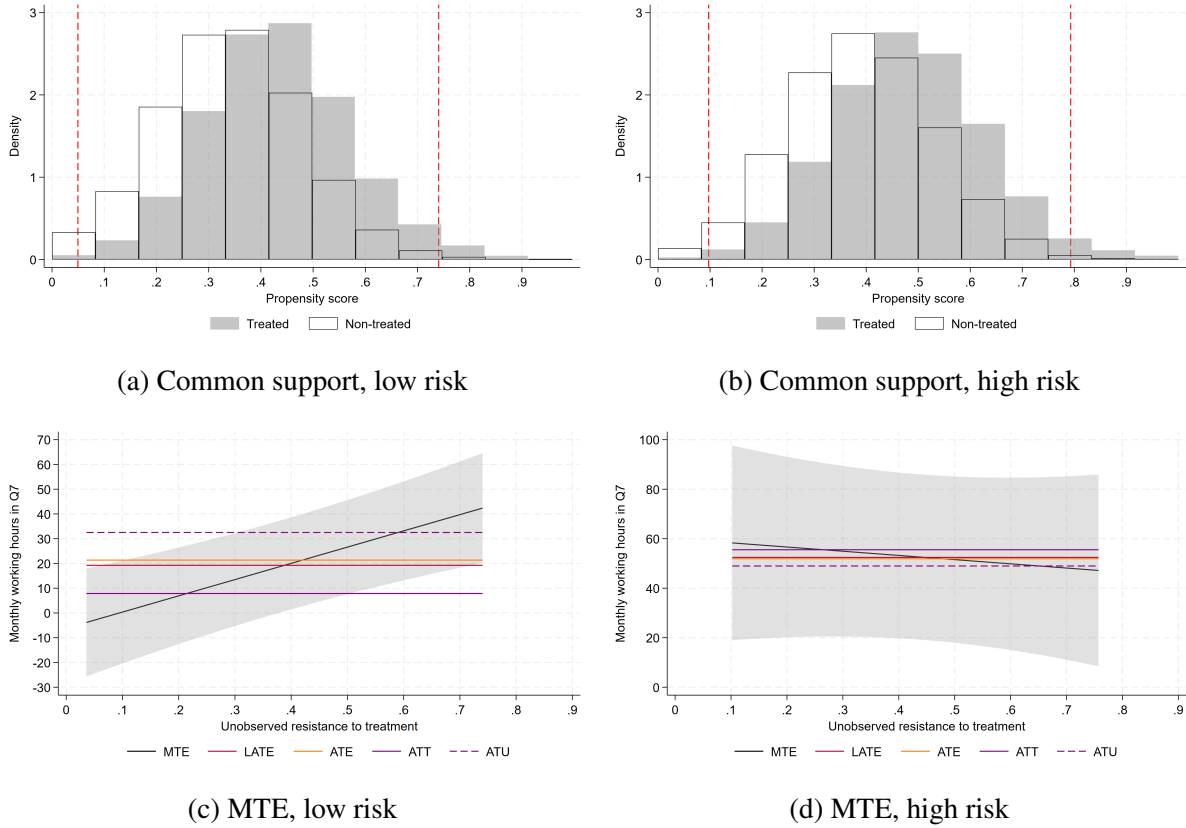 3
2
1
0
Density
0 .1 .2 .3 .4 .5 .6 .7 .8 .9
Propensity score
Treated Non-treated
(a) Common support, low risk
3
2
1
0
Density
0 .1 .2 .3 .4 .5 .6 .7 .8 .9
Propensity score
Treated Non-treated
(b) Common support, high risk
70
60
50
40
30
20
10
0
-10
-20
-30
Monthly working hours in Q7
0 .1 .2 .3 .4 .5 .6 .7 .8 .9
Unobserved resistance to treatment
MTE LATE ATE ATT ATU
(c) MTE, low risk
100
80
60
40
20
0
Monthly working hours in Q7
0 .1 .2 .3 .4 .5 .6 .7 .8 .9
Unobserved resistance to treatment
MTE LATE ATE ATT ATU
(d) MTE, high risk